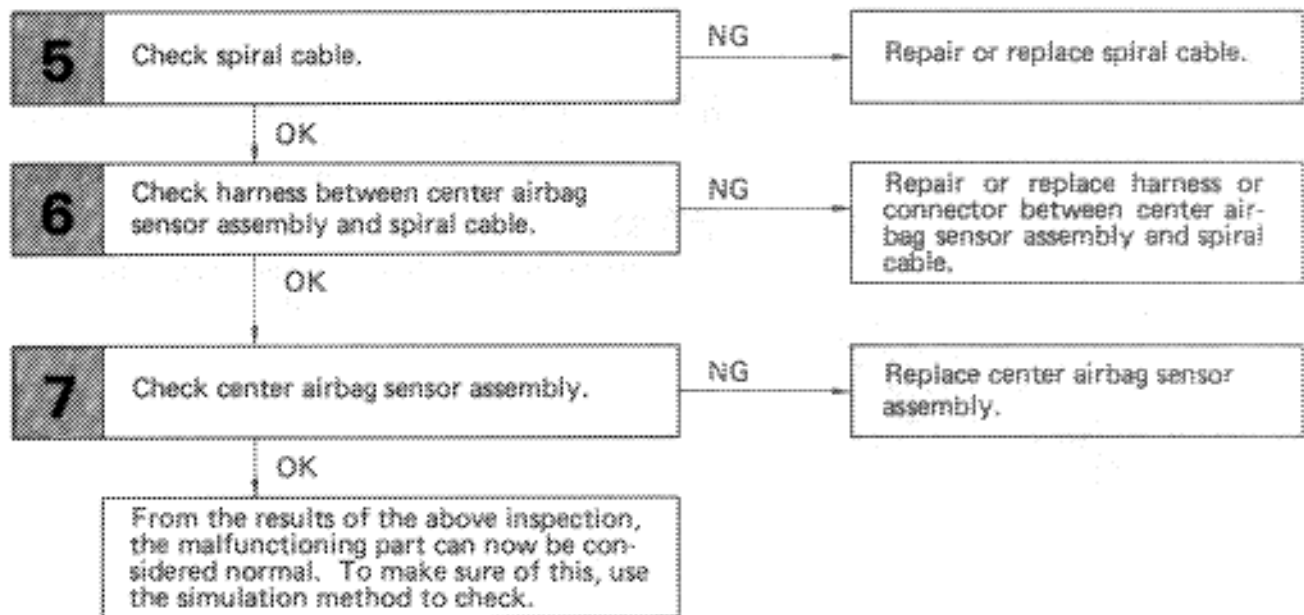 5
Check spiral cable.
NG
Repair or replace spiral cable.
OK
6
Check harness between center airbag
sensor assembly and spiral cable.
NG
Repair or replace harness or
connector between center air-
bag sensor assembly and spiral
cable.
OK
7
Check center airbag sensor assembly.
NG
Replace center airbag sensor
assembly.
OK
From the results of the above inspection,
the malfunctioning part can now be con-
sidered normal. To make sure of this, use
the simulation method to check.